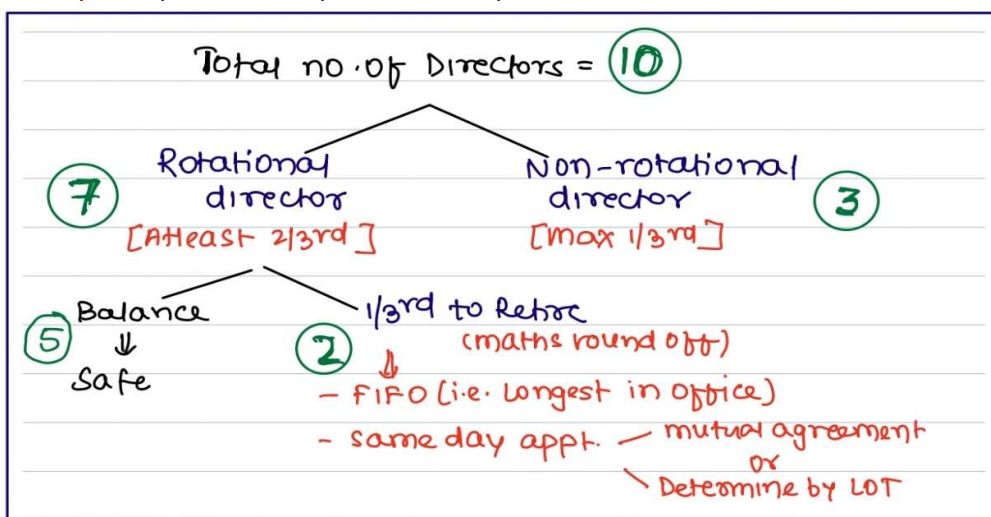 Total no. of Directors = 10
Rotational director
[Atleast 2/3rd]
7
Non-rotational director
[max 1/3rd]
3
Balance
⇓
Safe
5
1/3rd to Retire
(maths round off)
2
- FIFO (i.e. Longest in office)
- same day appt. mutual agreement
or
Determine by LOT